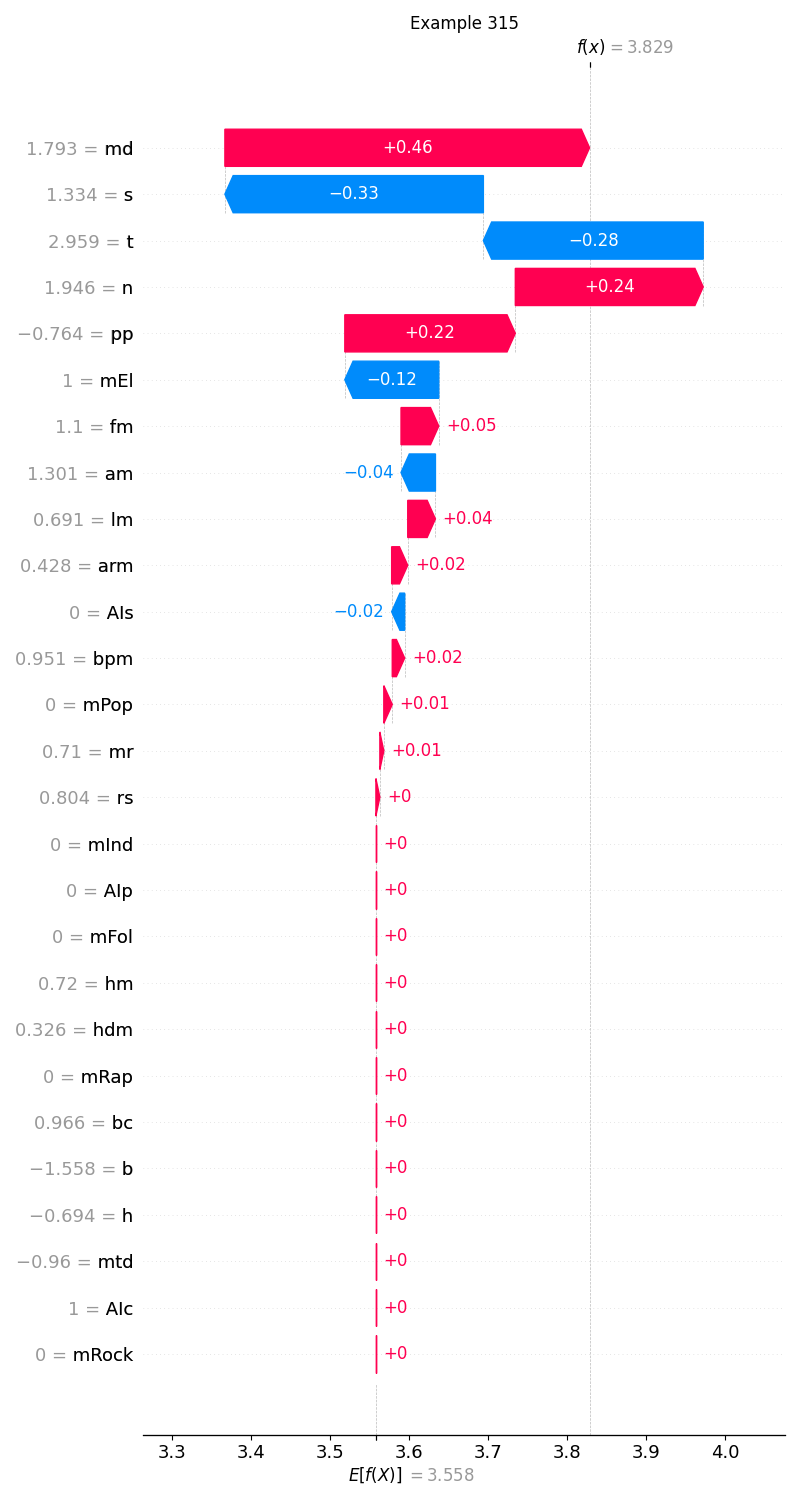 Example 315
f(x) = 3.829
1.793 = md +0.46
1.334 = s −0.33
2.959 = t −0.28
1.946 = n +0.24
−0.764 = pp +0.22
1 = mEl −0.12
1.1 = fm +0.05
1.301 = am −0.04
0.691 = lm +0.04
0.428 = arm +0.02
0 = AIs −0.02
0.951 = bpm +0.02
0 = mPop +0.01
0.71 = mr +0.01
0.804 = rs +0
0 = mInd +0
0 = AIp +0
0 = mFol +0
0.72 = hm +0
0.326 = hdm +0
0 = mRap +0
0.966 = bc +0
−1.558 = b +0
−0.694 = h +0
−0.96 = mtd +0
1 = AIc +0
0 = mRock +0
3.3 3.4 3.5 3.6 3.7 3.8 3.9 4.0
E[f(X)] = 3.558